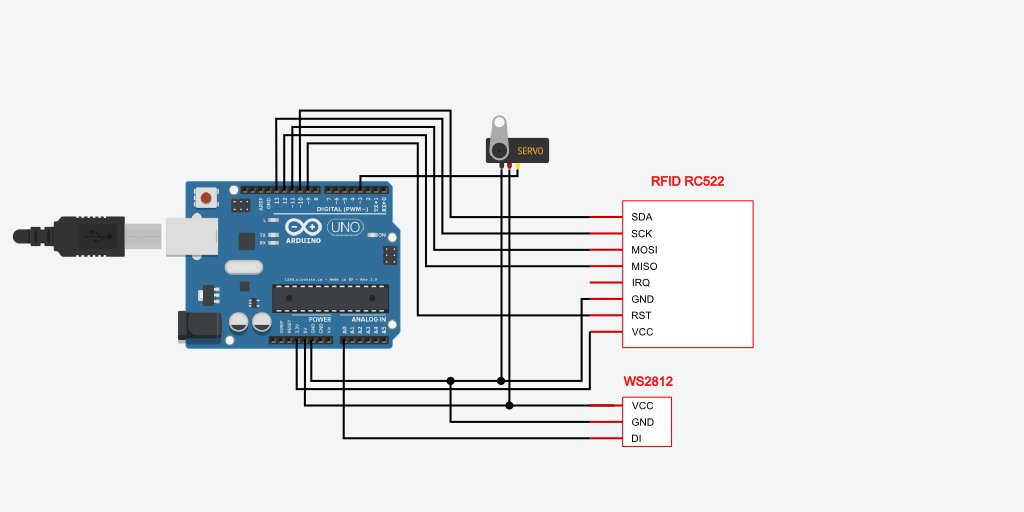 SERVO
RFID RC522
SDA
SCK
MOSI
MISO
IRQ
GND
RST
VCC
AREF
GND
13
12
~11
~10
~9
8
7
~6
~5
4
~3
2
TX→1
RX←0
DIGITAL (PWM~)
L
TX
RX
ARDUINO
UNO
ON
POWER
ANALOG IN
IOREF
RESET
3.3V
5V
GND
GND
Vin
A0
A1
A2
A3
A4
A5
WS2812
VCC
GND
DI